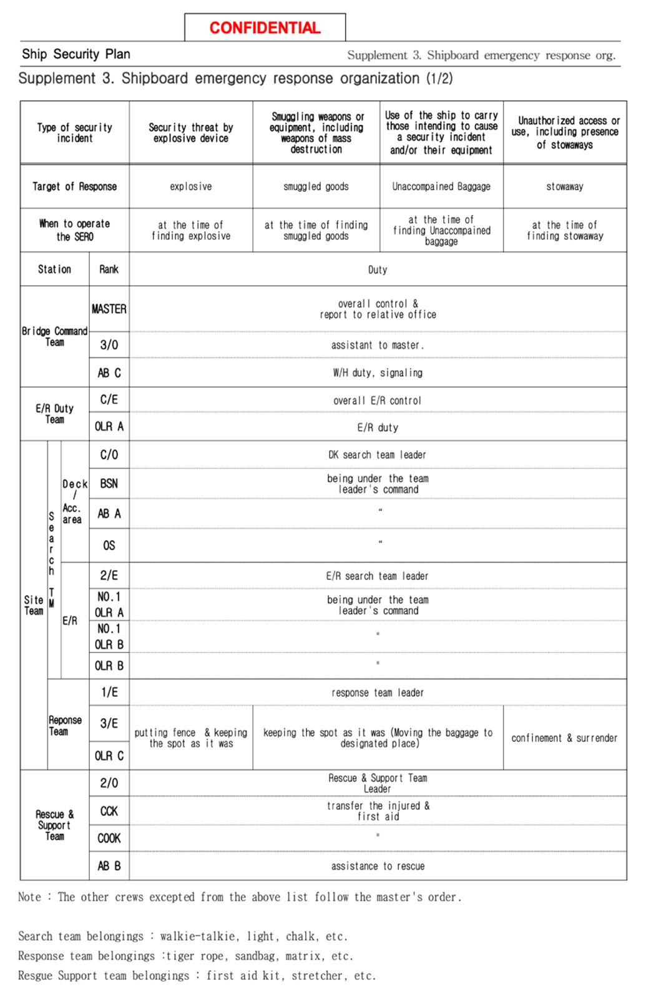 CONFIDENTIAL
Ship Security Plan
Supplement 3. Shipboard emergency response org.
Supplement 3. Shipboard emergency response organization (1/2)
Type of security
incident
Security threat by
explosive device
Smuggling weapons or
equipment, including
weapons of mass
destruction
Use of the ship to carry
those intending to cause
a security incident
and/or their equipment
Unauthorized access or
use, including presence
of stowaways
Target of Response
explosive
smuggled goods
Unaccompained Baggage
stowaway
When to operate
the SERO
at the time of
finding explosive
at the time of finding
smuggled goods
at the time of
finding Unaccompained
baggage
at the time of
finding stowaway
Station
Rank
Duty
Bridge Command
Team
MASTER
overall control &
report to relative office
3/O
assistant to master.
AB C
W/H duty, signaling
E/R Duty
Team
C/E
overall E/R control
OLR A
E/R duty
Site
Team
Search TM
Deck
/
Acc.
area
C/O
DK search team leader
BSN
being under the team
leader's command
AB A
"
OS
"
E/R
2/E
E/R search team leader
NO.1
OLR A
being under the team
leader's command
NO.1
OLR B
"
OLR B
"
Reponse
Team
1/E
response team leader
3/E
OLR C
putting fence & keeping
the spot as it was
keeping the spot as it was (Moving the baggage to
designated place)
confinement & surrender
Rescue &
Support
Team
2/O
Rescue & Support Team
Leader
CCK
transfer the injured &
first aid
COOK
"
AB B
assistance to rescue
Note : The other crews excepted from the above list follow the master's order.
Search team belongings : walkie-talkie, light, chalk, etc.
Response team belongings :tiger rope, sandbag, matrix, etc.
Resgue Support team belongings : first aid kit, stretcher, etc.